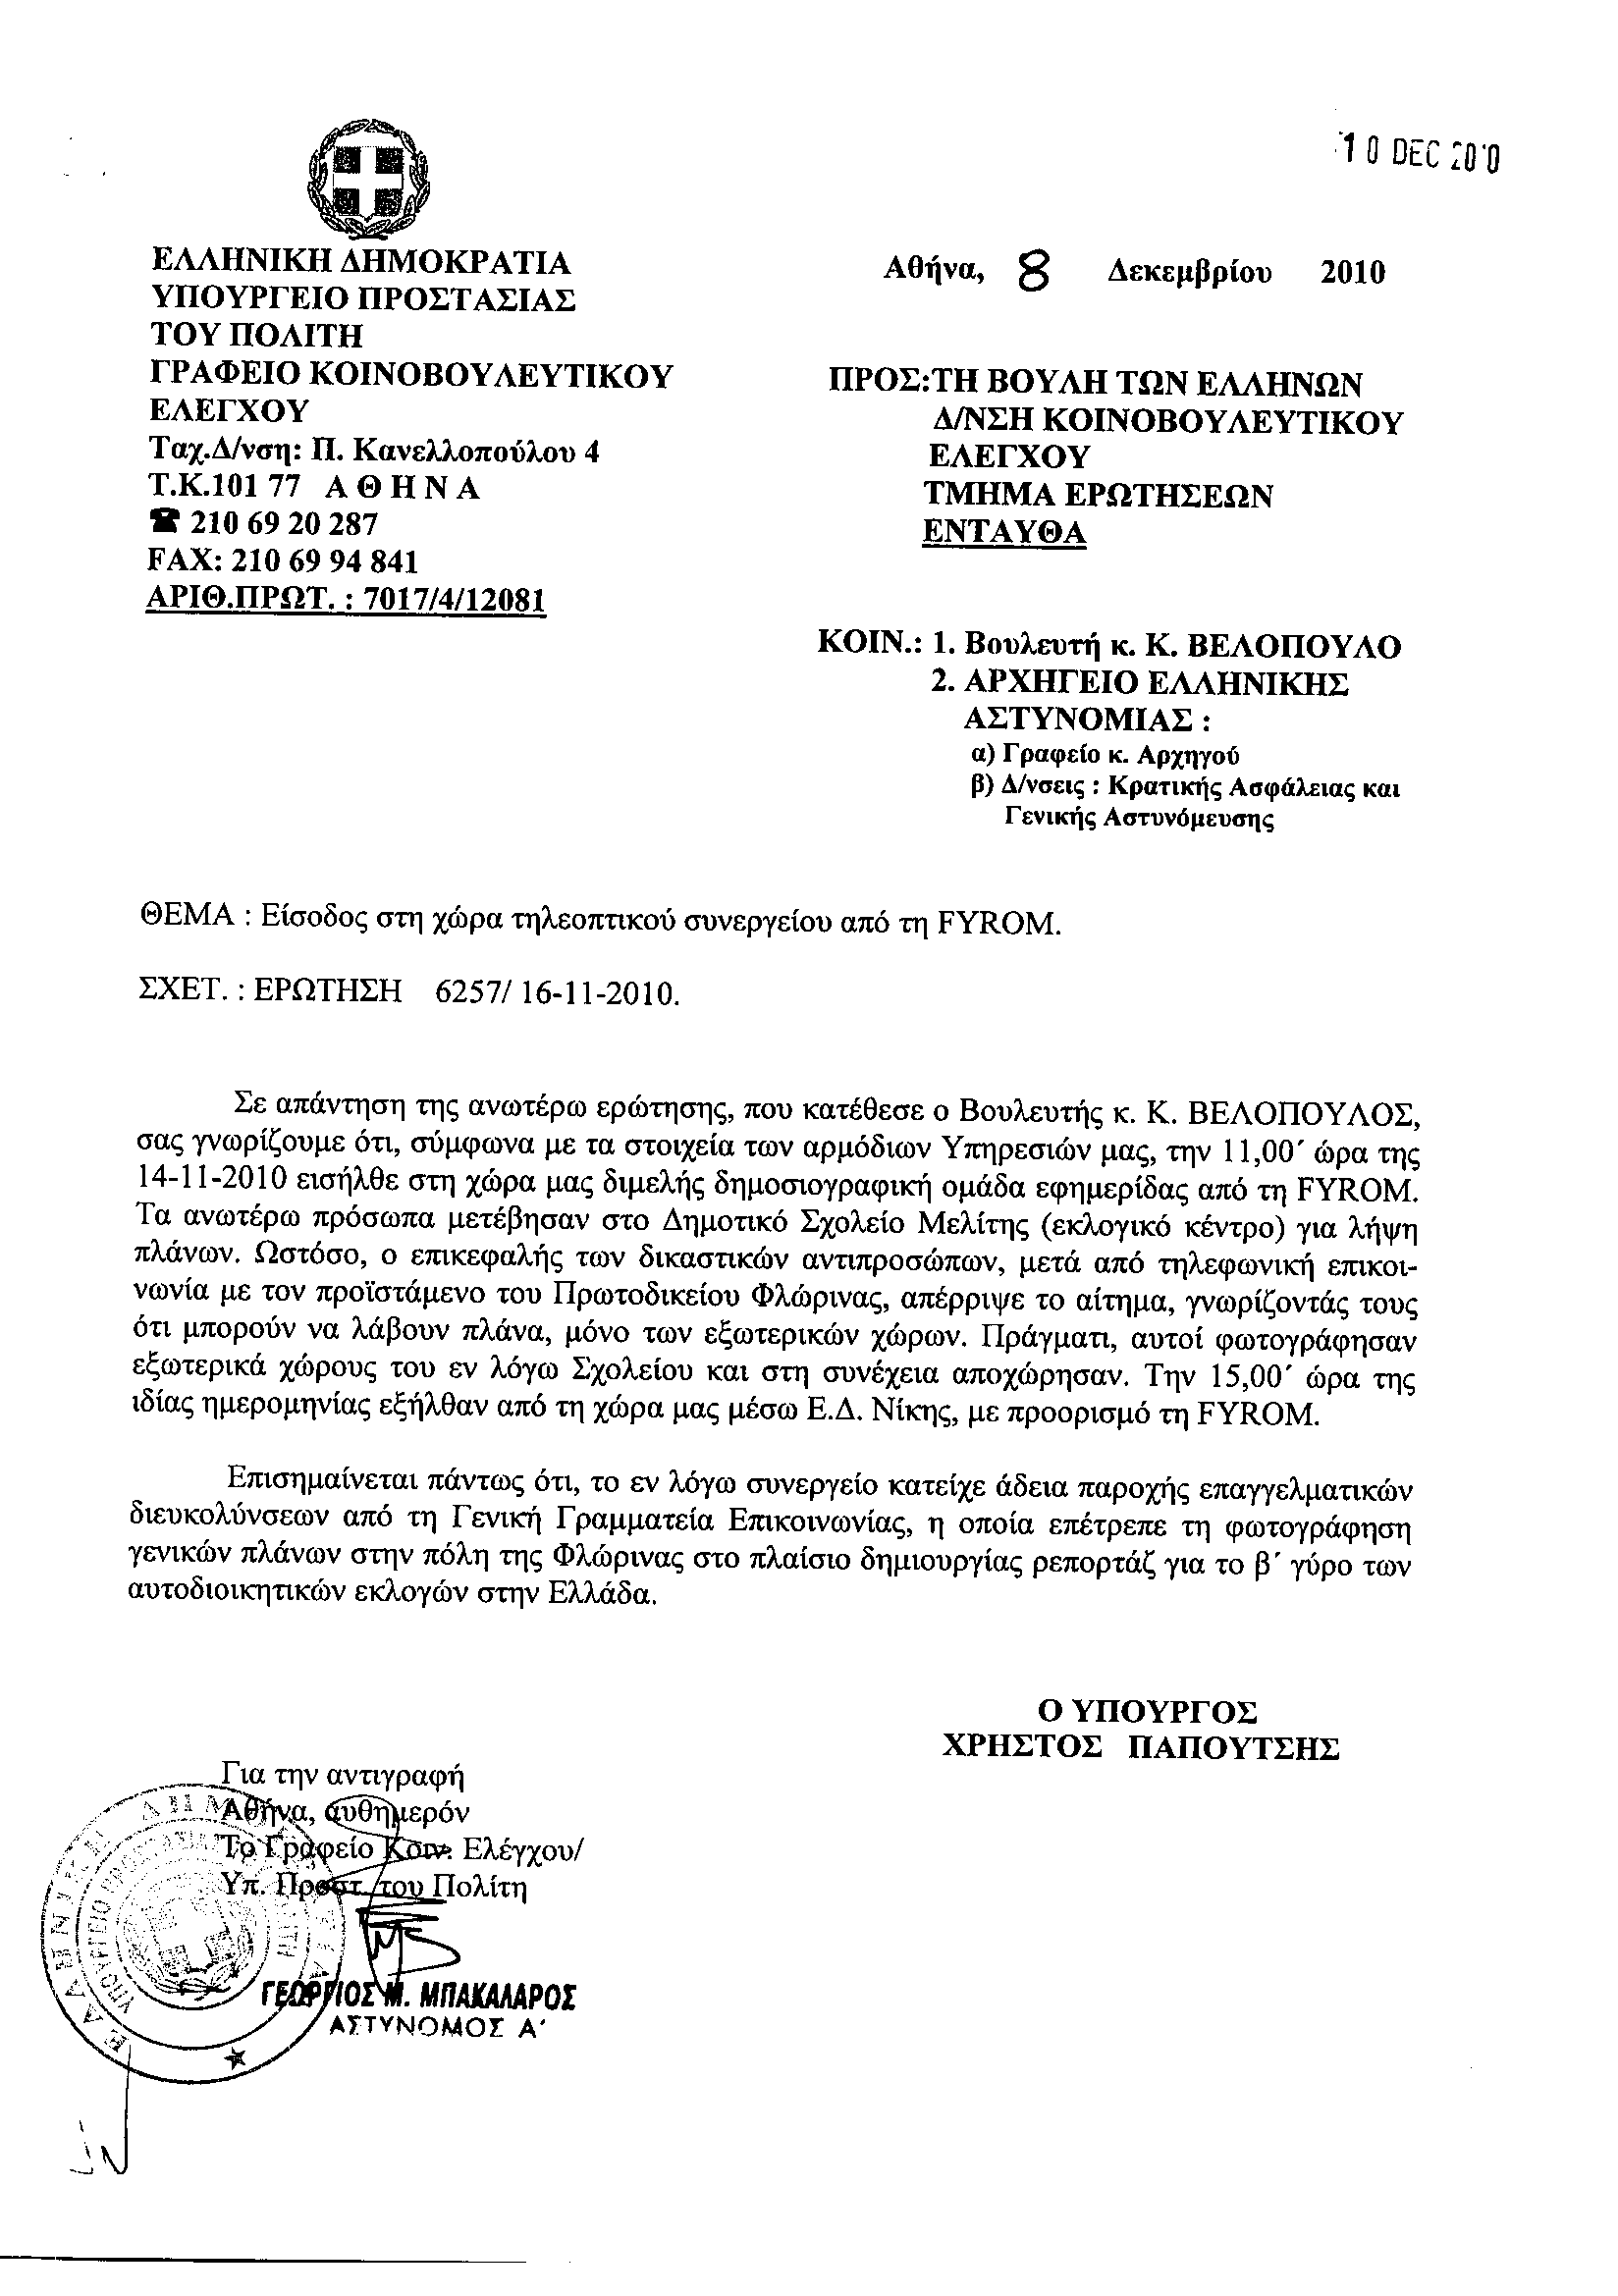 10 DEC 2010
ΕΛΛΗΝΙΚΗ ΔΗΜΟΚΡΑΤΙΑ
ΥΠΟΥΡΓΕΙΟ ΠΡΟΣΤΑΣΙΑΣ
ΤΟΥ ΠΟΛΙΤΗ
ΓΡΑΦΕΙΟ ΚΟΙΝΟΒΟΥΛΕΥΤΙΚΟΥ
ΕΛΕΓΧΟΥ
Ταχ.Δ/νση: Π. Κανελλοπούλου 4
Τ.Κ.101 77 Α Θ Η Ν Α
☎ 210 69 20 287
FAX: 210 69 94 841
ΑΡΙΘ.ΠΡΩΤ. : 7017/4/12081
Αθήνα, 8 Δεκεμβρίου 2010
ΠΡΟΣ:ΤΗ ΒΟΥΛΗ ΤΩΝ ΕΛΛΗΝΩΝ
Δ/ΝΣΗ ΚΟΙΝΟΒΟΥΛΕΥΤΙΚΟΥ
ΕΛΕΓΧΟΥ
ΤΜΗΜΑ ΕΡΩΤΗΣΕΩΝ
ΕΝΤΑΥΘΑ
ΚΟΙΝ.: 1. Βουλευτή κ. Κ. ΒΕΛΟΠΟΥΛΟ
2. ΑΡΧΗΓΕΙΟ ΕΛΛΗΝΙΚΗΣ
ΑΣΤΥΝΟΜΙΑΣ :
α) Γραφείο κ. Αρχηγού
β) Δ/νσεις : Κρατικής Ασφάλειας και
Γενικής Αστυνόμευσης
ΘΕΜΑ : Είσοδος στη χώρα τηλεοπτικού συνεργείου από τη FYROM.
ΣΧΕΤ. : ΕΡΩΤΗΣΗ 6257/ 16-11-2010.
Σε απάντηση της ανωτέρω ερώτησης, που κατέθεσε ο Βουλευτής κ. Κ. ΒΕΛΟΠΟΥΛΟΣ,
σας γνωρίζουμε ότι, σύμφωνα με τα στοιχεία των αρμόδιων Υπηρεσιών μας, την 11,00΄ ώρα της
14-11-2010 εισήλθε στη χώρα μας διμελής δημοσιογραφική ομάδα εφημερίδας από τη FYROM.
Τα ανωτέρω πρόσωπα μετέβησαν στο Δημοτικό Σχολείο Μελίτης (εκλογικό κέντρο) για λήψη
πλάνων. Ωστόσο, ο επικεφαλής των δικαστικών αντιπροσώπων, μετά από τηλεφωνική επικοι-
νωνία με τον προϊστάμενο του Πρωτοδικείου Φλώρινας, απέρριψε το αίτημα, γνωρίζοντάς τους
ότι μπορούν να λάβουν πλάνα, μόνο των εξωτερικών χώρων. Πράγματι, αυτοί φωτογράφησαν
εξωτερικά χώρους του εν λόγω Σχολείου και στη συνέχεια αποχώρησαν. Την 15,00΄ ώρα της
ιδίας ημερομηνίας εξήλθαν από τη χώρα μας μέσω Ε.Δ. Νίκης, με προορισμό τη FYROM.
Επισημαίνεται πάντως ότι, το εν λόγω συνεργείο κατείχε άδεια παροχής επαγγελματικών
διευκολύνσεων από τη Γενική Γραμματεία Επικοινωνίας, η οποία επέτρεπε τη φωτογράφηση
γενικών πλάνων στην πόλη της Φλώρινας στο πλαίσιο δημιουργίας ρεπορτάζ για το β΄ γύρο των
αυτοδιοικητικών εκλογών στην Ελλάδα.
Ο ΥΠΟΥΡΓΟΣ
ΧΡΗΣΤΟΣ ΠΑΠΟΥΤΣΗΣ
Για την αντιγραφή
Αθήνα, αυθημερόν
Το Γραφείο Κοιν. Ελέγχου/
Υπ. Προστ. του Πολίτη
ΓΕΩΡΓΙΟΣ Μ. ΜΠΑΚΑΛΑΡΟΣ
ΑΣΤΥΝΟΜΟΣ Α΄